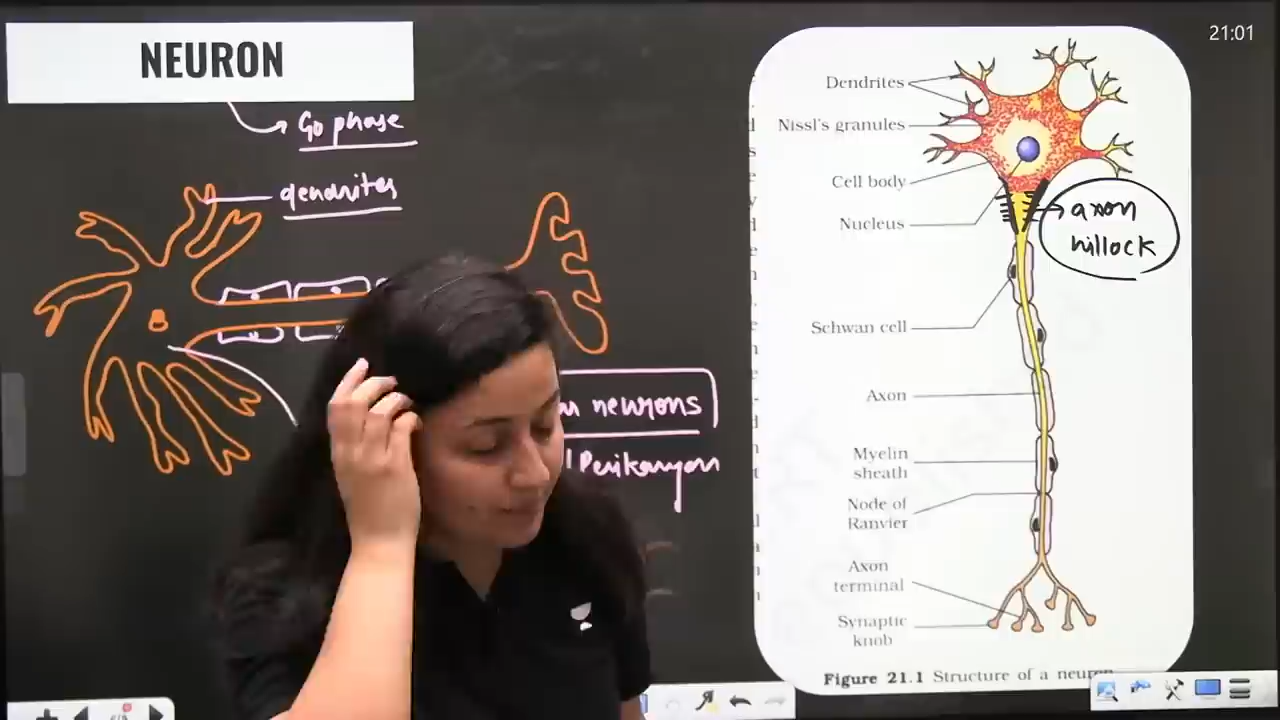 21:01
NEURON
Go phase
dendrites
neurons
Perikaryon
Dendrites
Nissl's granules
Cell body
Nucleus
axon
hillock
Schwan cell
Axon
Myelin
sheath
Node of
Ranvier
Axon
terminal
Synaptic
knob
Figure 21.1 Structure of a neuron